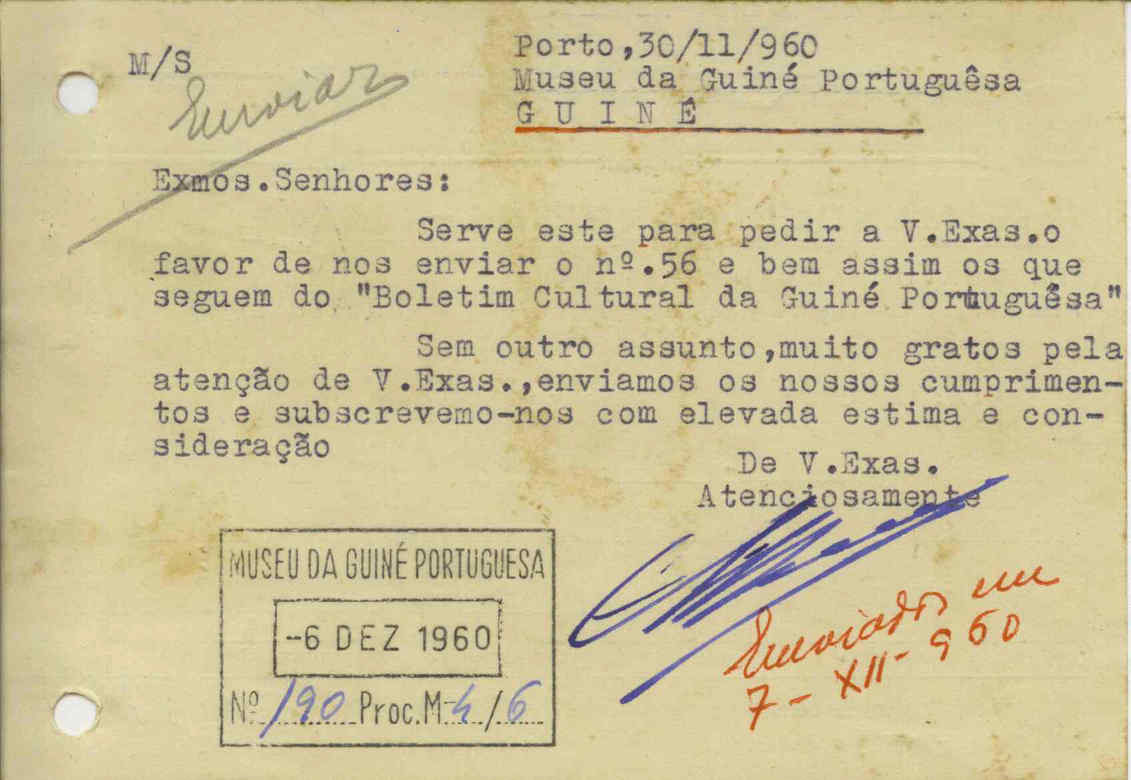 M/S
Enviar
Porto,30/11/960
Museu da Guiné Portuguêsa
G U I N É
Exmos.Senhores:
Serve este para pedir a V.Exas.o
favor de nos enviar o nº.56 e bem assim os que
seguem do "Boletim Cultural da Guiné Portuguêsa"
Sem outro assunto,muito gratos pela
atenção de V.Exas.,enviamos os nossos cumprimen-
tos e subscrevemo-nos com elevada estima e con-
sideração
De V.Exas.
Atenciosamente
MUSEU DA GUINÉ PORTUGUESA
-6 DEZ 1960
Nº 190 Proc.M-4/6
Enviados em
7-XII-960